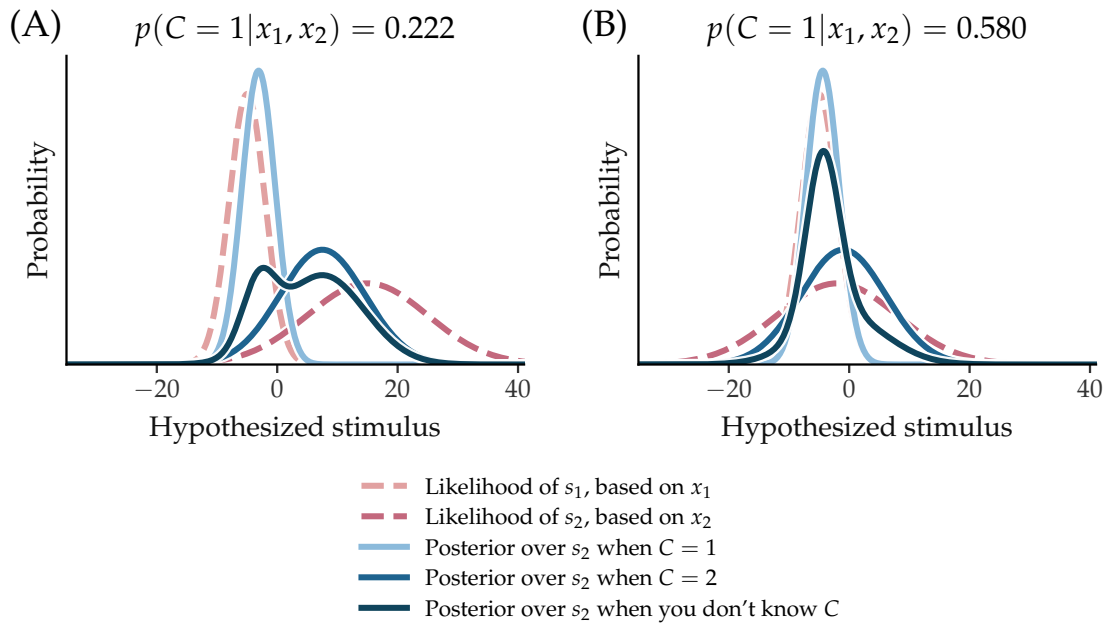 (A) p(C = 1|x₁, x₂) = 0.222
Probability
−20 0 20 40
Hypothesized stimulus
(B) p(C = 1|x₁, x₂) = 0.580
Probability
−20 0 20 40
Hypothesized stimulus
Likelihood of s₁, based on x₁
Likelihood of s₂, based on x₂
Posterior over s₂ when C = 1
Posterior over s₂ when C = 2
Posterior over s₂ when you don't know C